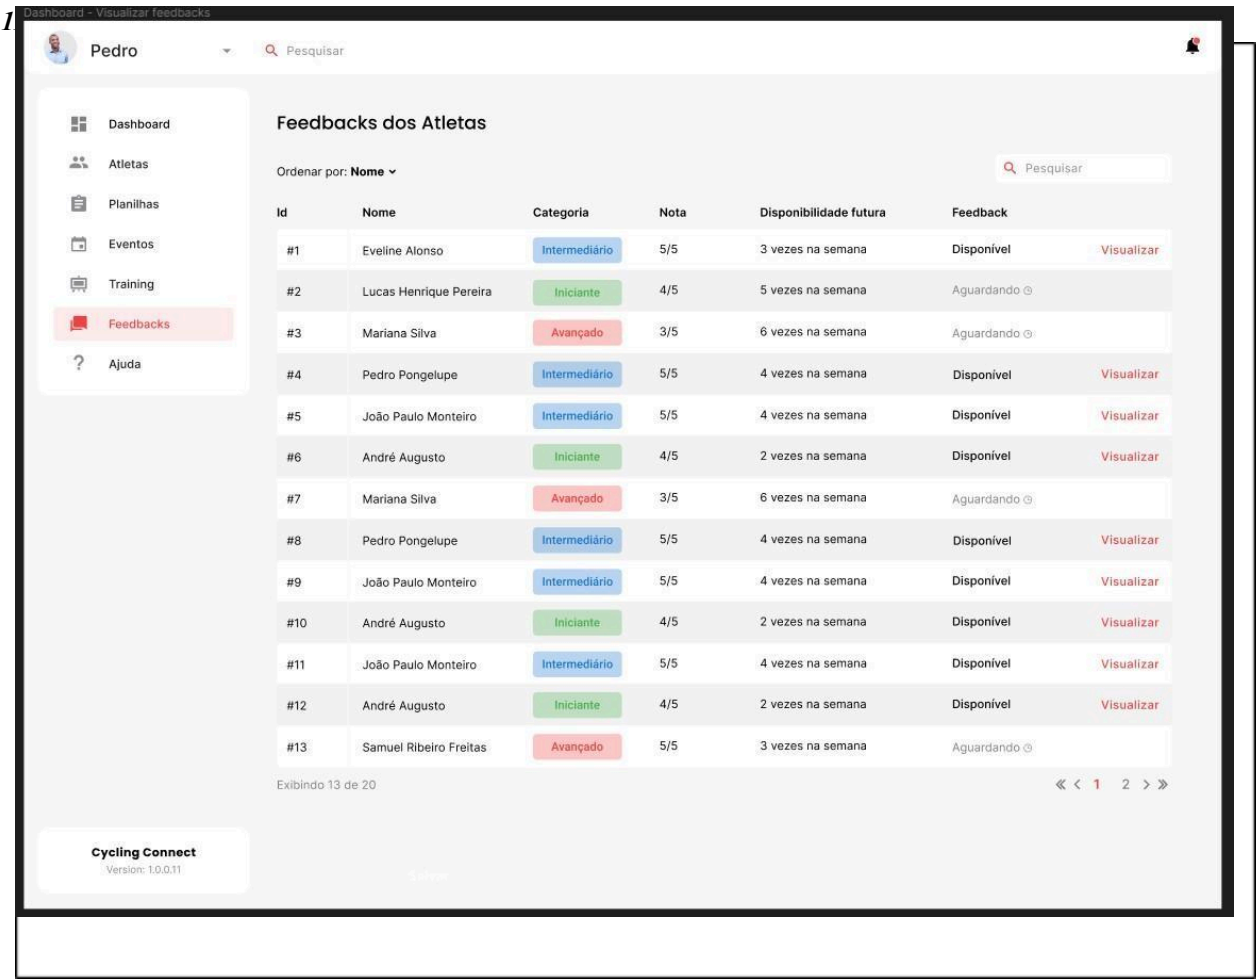 Dashboard - Visualizar feedbacks
1.
Pedro
Pesquisar
Dashboard
Atletas
Planilhas
Eventos
Training
Feedbacks
? Ajuda
Feedbacks dos Atletas
Ordenar por: Nome
Pesquisar
Id Nome Categoria Nota Disponibilidade futura Feedback
#1 Eveline Alonso Intermediário 5/5 3 vezes na semana Disponível Visualizar
#2 Lucas Henrique Pereira Iniciante 4/5 5 vezes na semana Aguardando
#3 Mariana Silva Avançado 3/5 6 vezes na semana Aguardando
#4 Pedro Pongelupe Intermediário 5/5 4 vezes na semana Disponível Visualizar
#5 João Paulo Monteiro Intermediário 5/5 4 vezes na semana Disponível Visualizar
#6 André Augusto Iniciante 4/5 2 vezes na semana Disponível Visualizar
#7 Mariana Silva Avançado 3/5 6 vezes na semana Aguardando
#8 Pedro Pongelupe Intermediário 5/5 4 vezes na semana Disponível Visualizar
#9 João Paulo Monteiro Intermediário 5/5 4 vezes na semana Disponível Visualizar
#10 André Augusto Iniciante 4/5 2 vezes na semana Disponível Visualizar
#11 João Paulo Monteiro Intermediário 5/5 4 vezes na semana Disponível Visualizar
#12 André Augusto Iniciante 4/5 2 vezes na semana Disponível Visualizar
#13 Samuel Ribeiro Freitas Avançado 5/5 3 vezes na semana Aguardando
Exibindo 13 de 20
« < 1 2 > »
Cycling Connect
Version: 1.0.0.11